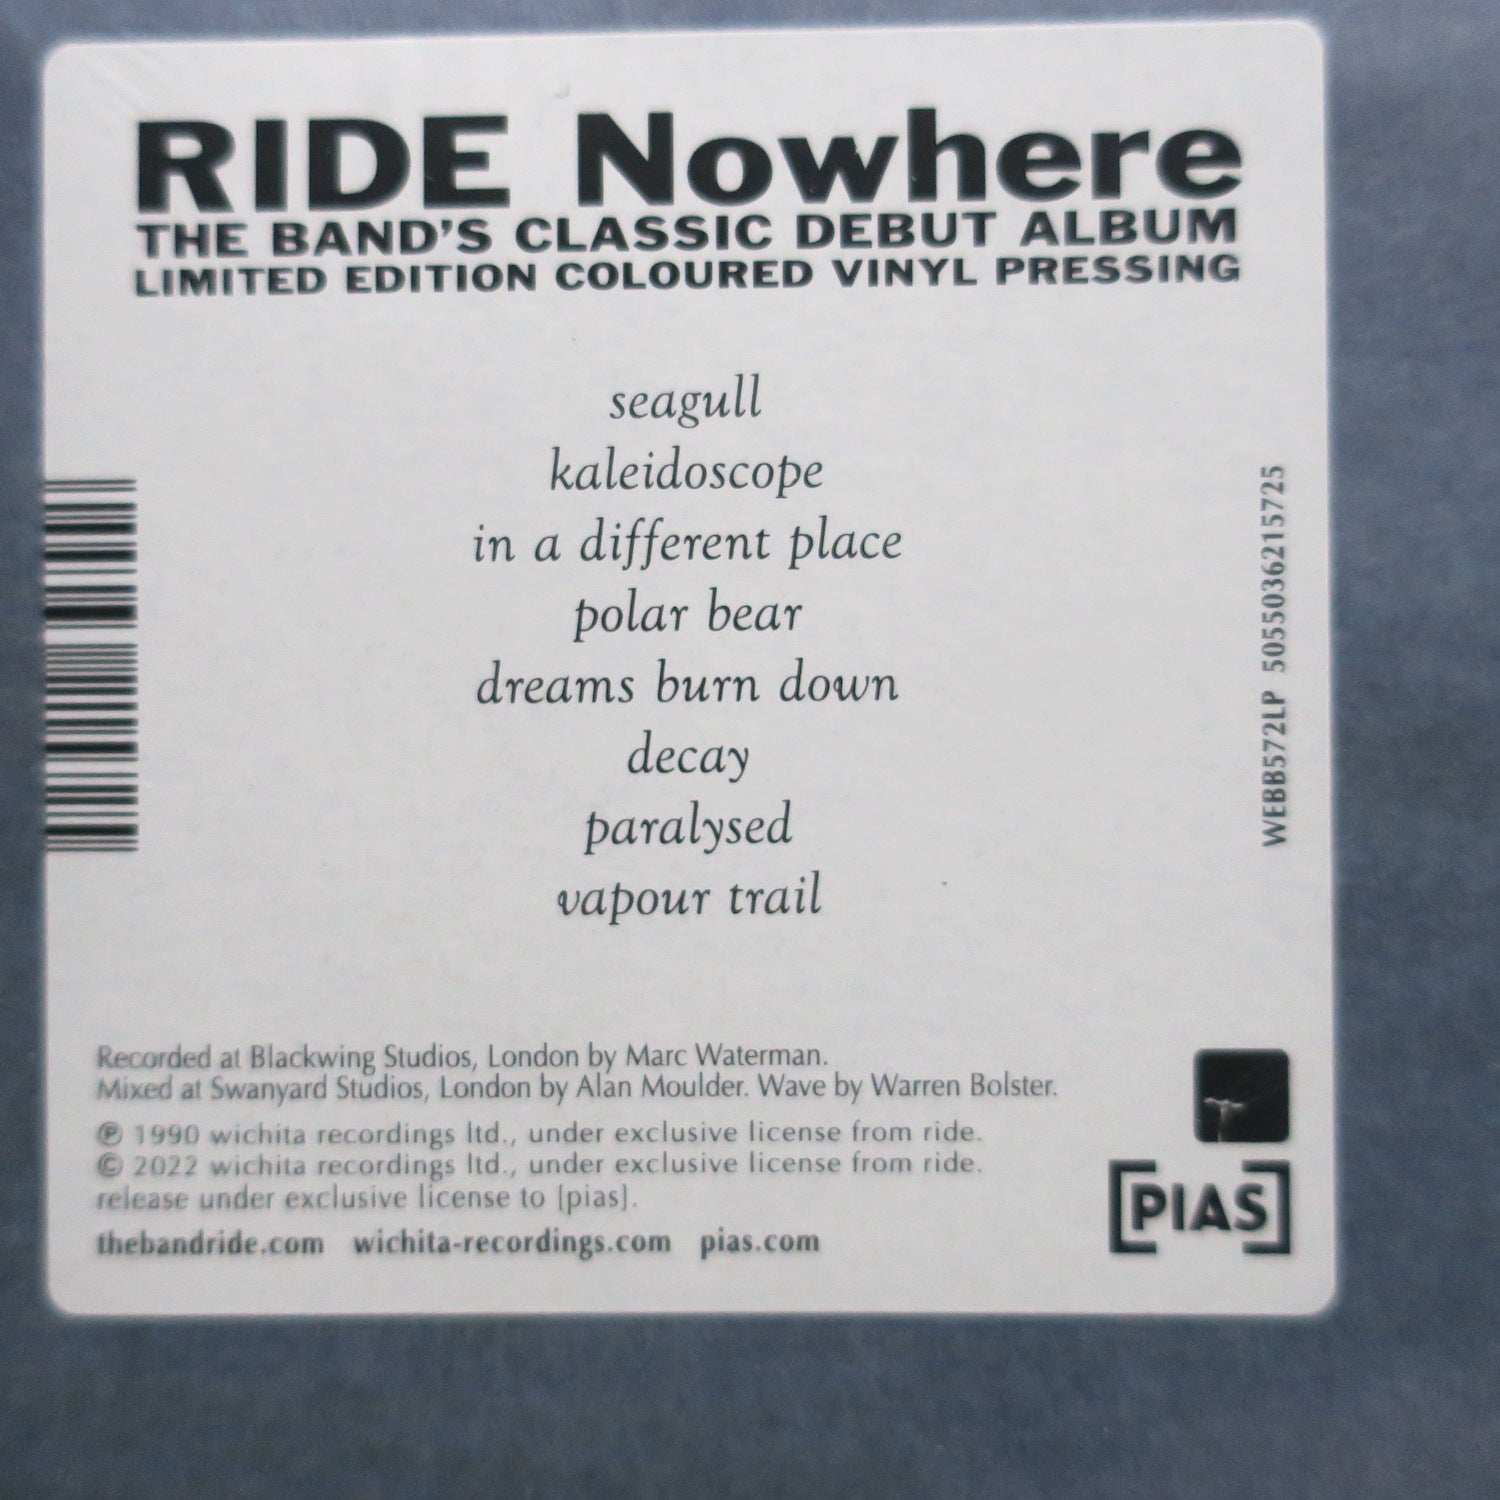 RIDE Nowhere
THE BAND'S CLASSIC DEBUT ALBUM
LIMITED EDITION COLOURED VINYL PRESSING
seagull
kaleidoscope
in a different place
polar bear
dreams burn down
decay
paralysed
vapour trail
WEBB572LP 5055036215725
Recorded at Blackwing Studios, London by Marc Waterman.
Mixed at Swanyard Studios, London by Alan Moulder. Wave by Warren Bolster.
℗ 1990 wichita recordings ltd., under exclusive license from ride.
© 2022 wichita recordings ltd., under exclusive license from ride.
release under exclusive license to [pias].
thebandride.com wichita-recordings.com pias.com
[PIAS]